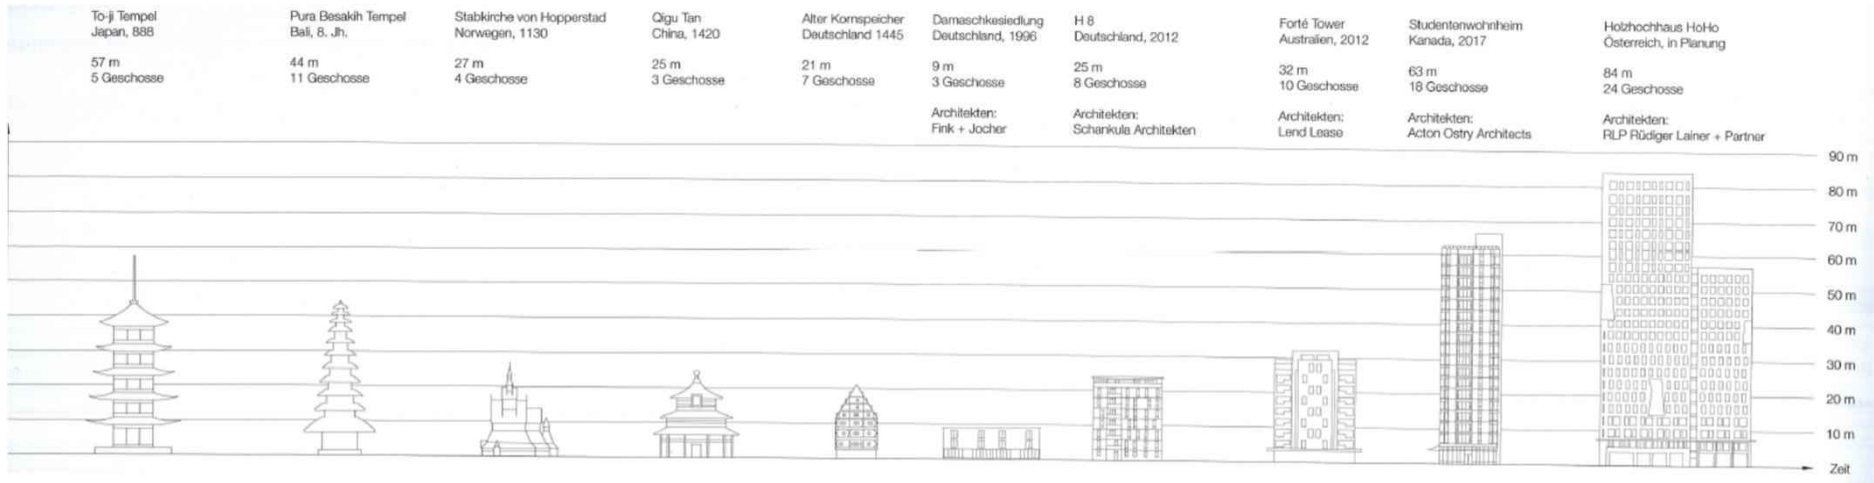 To-ji Tempel
Japan, 888
57 m
5 Geschosse
Pura Besakih Tempel
Bali, 8. Jh.
44 m
11 Geschosse
Stabkirche von Hopperstad
Norwegen, 1130
27 m
4 Geschosse
Qigu Tan
China, 1420
25 m
3 Geschosse
Alter Kornspeicher
Deutschland 1445
21 m
7 Geschosse
Damaschkesiedlung
Deutschland, 1996
9 m
3 Geschosse
Architekten:
Fink + Jocher
H 8
Deutschland, 2012
25 m
8 Geschosse
Architekten:
Schankula Architekten
Forté Tower
Australien, 2012
32 m
10 Geschosse
Architekten:
Lend Lease
Studentenwohnheim
Kanada, 2017
63 m
18 Geschosse
Architekten:
Acton Ostry Architects
Holzhochhaus HoHo
Österreich, in Planung
84 m
24 Geschosse
Architekten:
RLP Rüdiger Lainer + Partner
90 m
80 m
70 m
60 m
50 m
40 m
30 m
20 m
10 m
Zeit